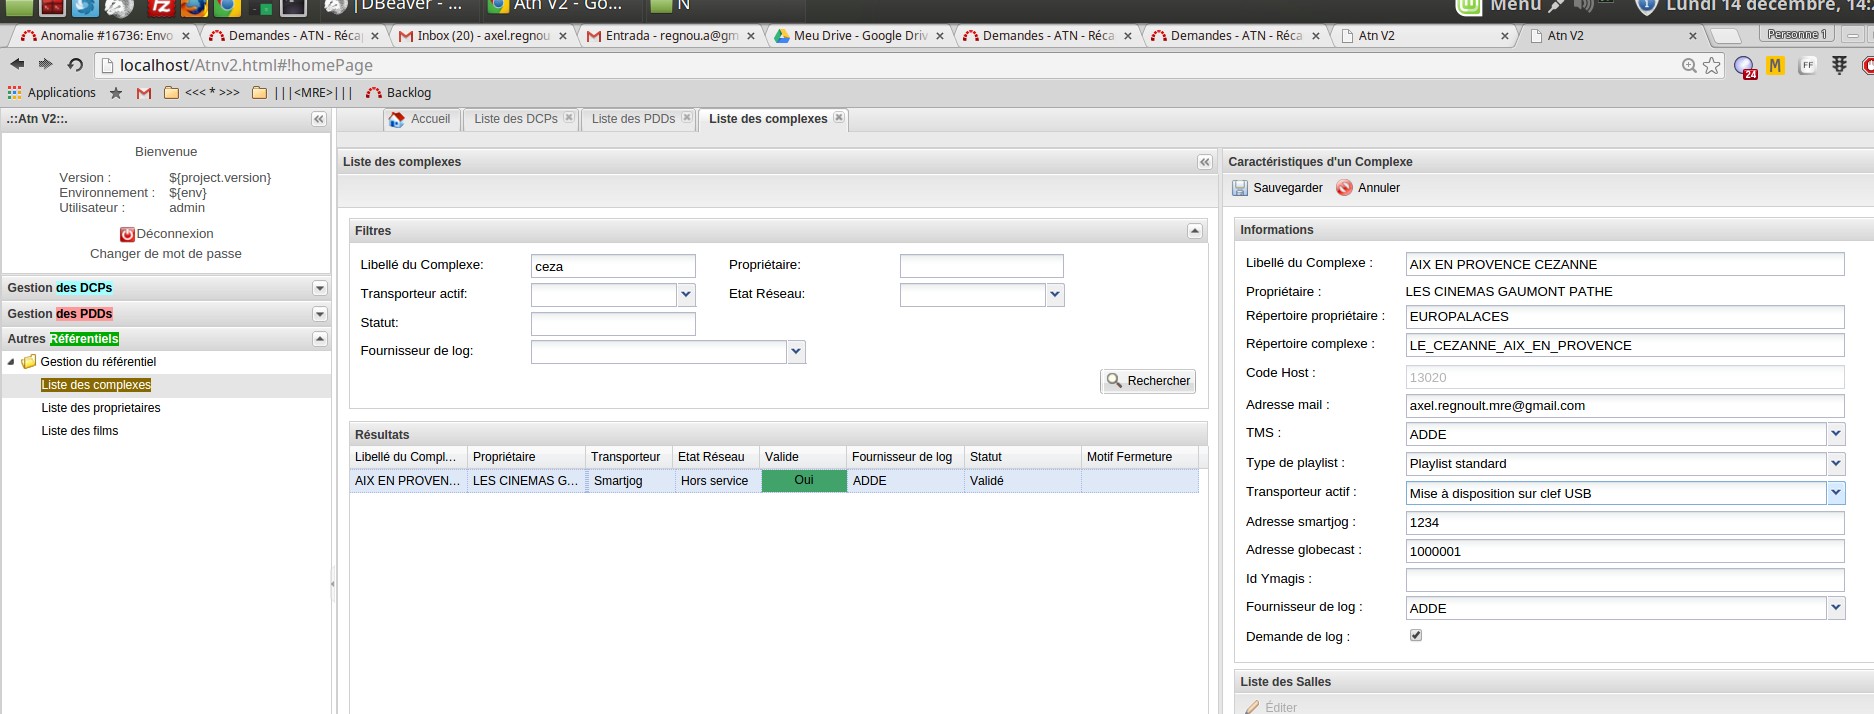 |DBeaver - ...
Atn V2 - Go...
N
Menu
Lundi 14 décembre, 14:
Anomalie #16736: Envo
Demandes - ATN - Réca
Inbox (20) - axel.regnou
Entrada - regnou.a@gm
Meu Drive - Google Driv
Demandes - ATN - Réca
Demandes - ATN - Réca
Atn V2
Atn V2
Personne 1
localhost/Atnv2.html#!homePage
24
M
FF
Applications
<<< * >>>
|||<MRE>|||
Backlog
.::Atn V2::.
Bienvenue
Version : ${project.version}
Environnement : ${env}
Utilisateur : admin
Déconnexion
Changer de mot de passe
Gestion des DCPs
Gestion des PDDs
Autres Référentiels
Gestion du référentiel
Liste des complexes
Liste des proprietaires
Liste des films
Accueil
Liste des DCPs
Liste des PDDs
Liste des complexes
Liste des complexes
Filtres
Libellé du Complexe: ceza
Propriétaire:
Transporteur actif:
Etat Réseau:
Statut:
Fournisseur de log:
Rechercher
Résultats
Libellé du Compl... Propriétaire Transporteur Etat Réseau Valide Fournisseur de log Statut Motif Fermeture
AIX EN PROVEN... LES CINEMAS G... Smartjog Hors service Oui ADDE Validé
Caractéristiques d'un Complexe
Sauvegarder
Annuler
Informations
Libellé du Complexe : AIX EN PROVENCE CEZANNE
Propriétaire : LES CINEMAS GAUMONT PATHE
Répertoire propriétaire : EUROPALACES
Répertoire complexe : LE_CEZANNE_AIX_EN_PROVENCE
Code Host : 13020
Adresse mail : axel.regnoult.mre@gmail.com
TMS : ADDE
Type de playlist : Playlist standard
Transporteur actif : Mise à disposition sur clef USB
Adresse smartjog : 1234
Adresse globecast : 1000001
Id Ymagis :
Fournisseur de log : ADDE
Demande de log :
Liste des Salles
Éditer